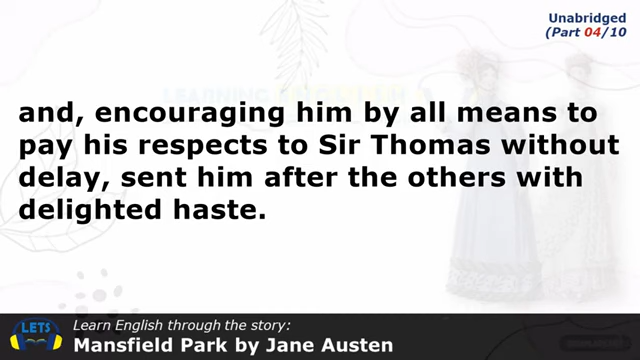 Unabridged
(Part 04/10
and, encouraging him by all means to
pay his respects to Sir Thomas without
delay, sent him after the others with
delighted haste.
LETS
Learn English through the story:
Mansfield Park by Jane Austen